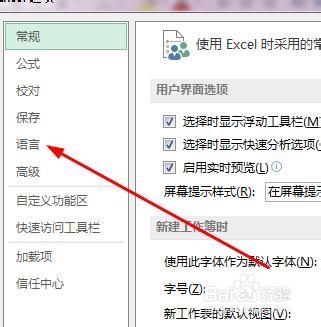 常规
公式
校对
保存
语言
高级
自定义功能区
快速访问工具栏
加载项
信任中心
使用 Excel 时采用的常
用户界面选项
选择时显示浮动工具栏(M
选择时显示快速分析选项(
启用实时预览(L)
屏幕提示样式(R):
在屏幕
新建工作簿时
使用此字体作为默认字体(N):
字号(Z):
新工作表的默认视图(V):
Baidu